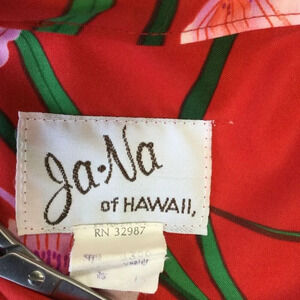 Ja-Na
of HAWAII,
RN 32987